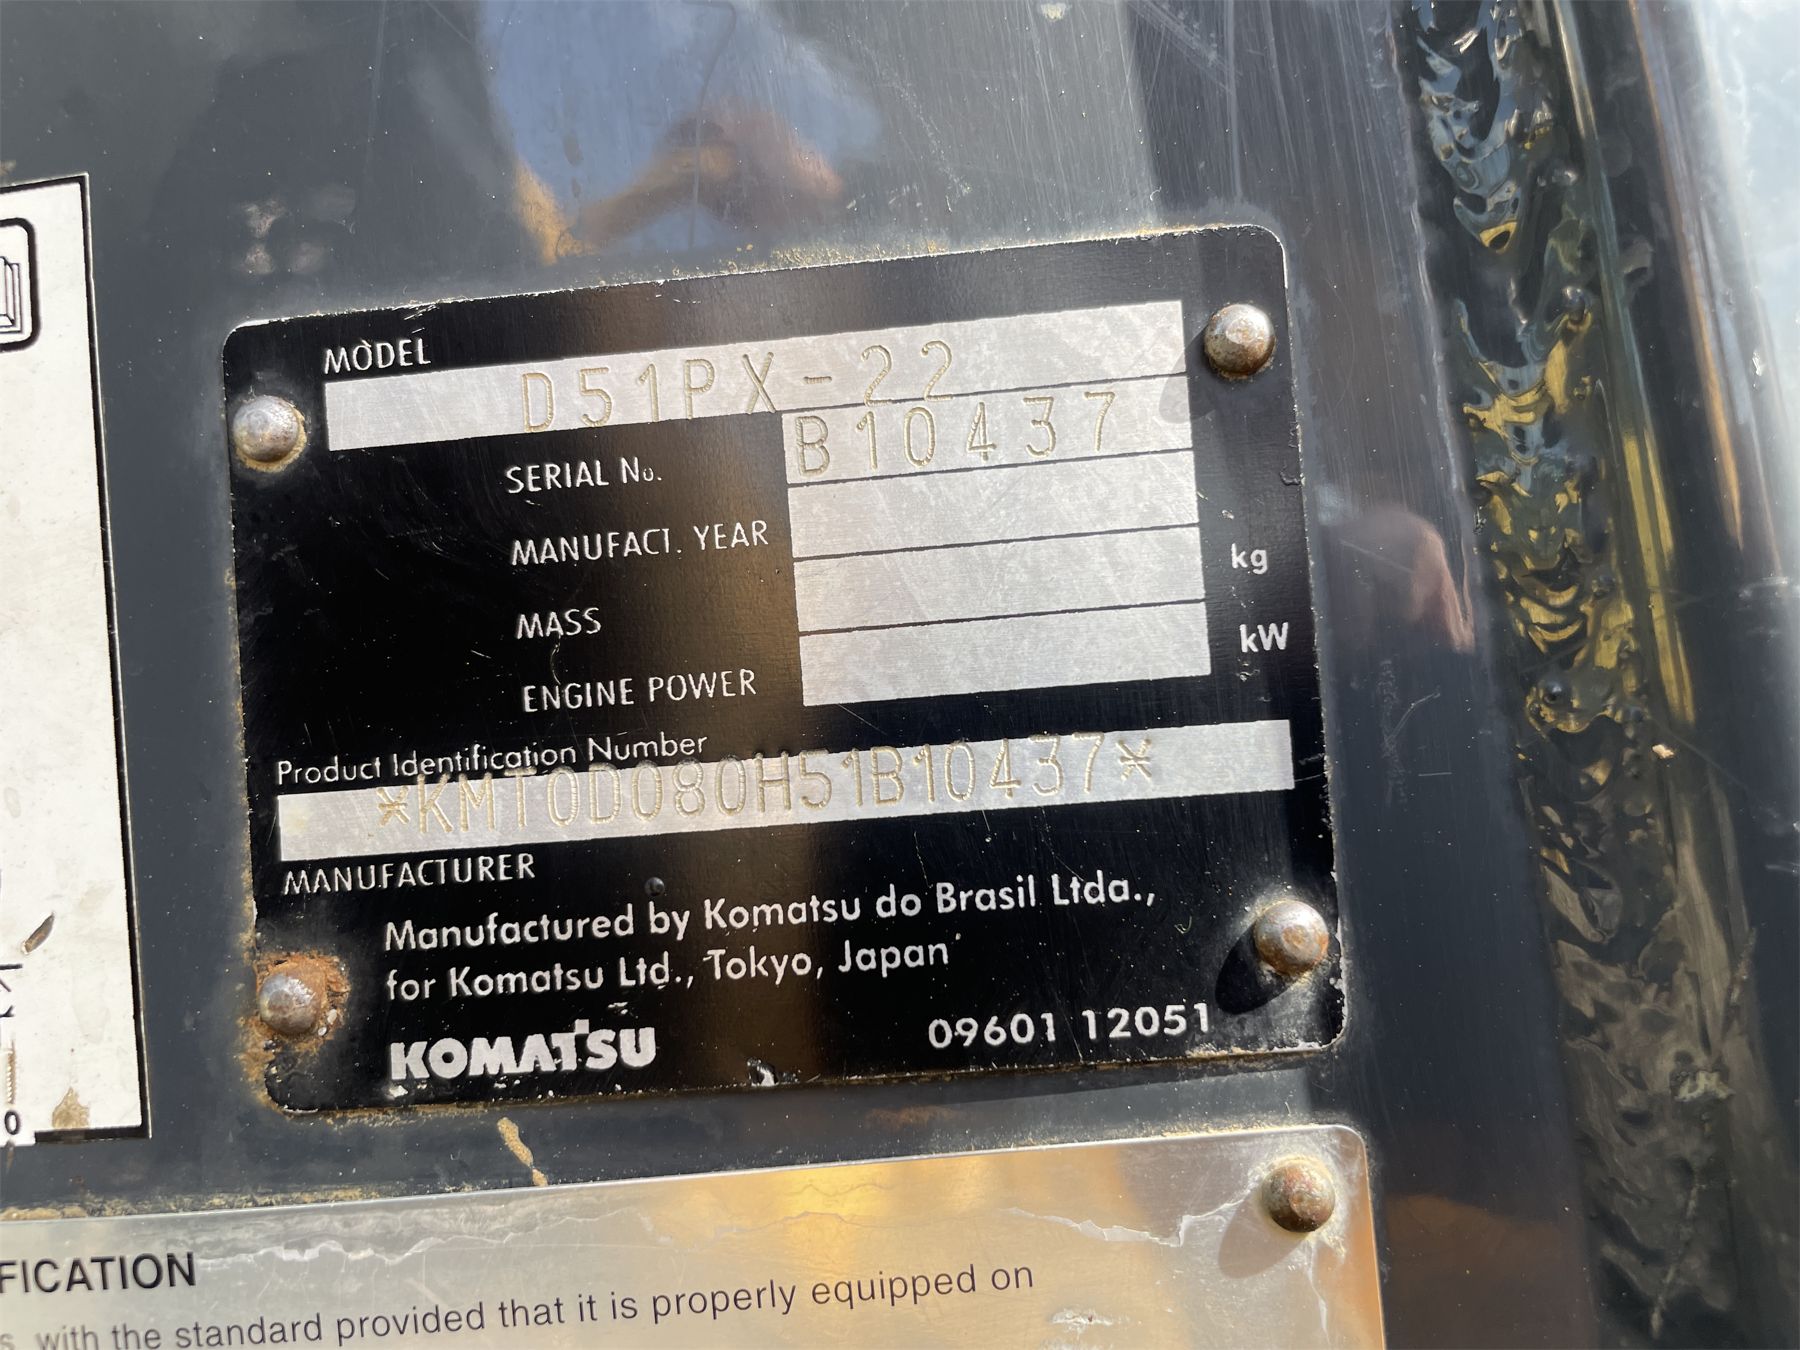 MODEL
D51PX-22
SERIAL No.
B10437
MANUFACT. YEAR
MASS
kg
ENGINE POWER
kW
Product Identification Number
*KMT0D080H51B10437*
MANUFACTURER
Manufactured by Komatsu do Brasil Ltda.,
for Komatsu Ltd., Tokyo, Japan
KOMATSU
09601 12051
0
FICATION
s, with the standard provided that it is properly equipped on